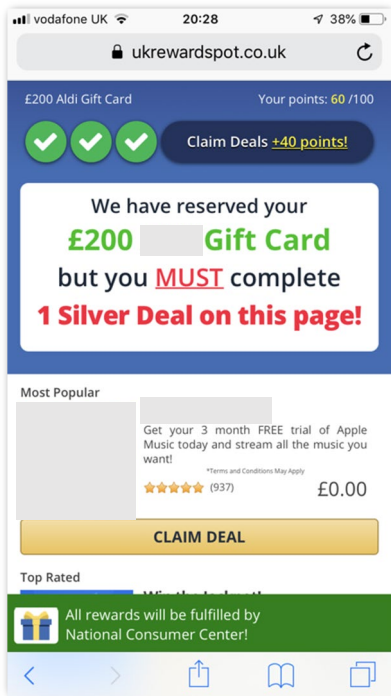 vodafone UK 20:28 38%
ukrewardspot.co.uk
£200 Aldi Gift Card Your points: 60 /100
Claim Deals +40 points!
We have reserved your
£200 Gift Card
but you MUST complete
1 Silver Deal on this page!
Most Popular
Get your 3 month FREE trial of Apple
Music today and stream all the music you
want!
*Terms and Conditions May Apply
(937) £0.00
CLAIM DEAL
Top Rated
All rewards will be fulfilled by
National Consumer Center!